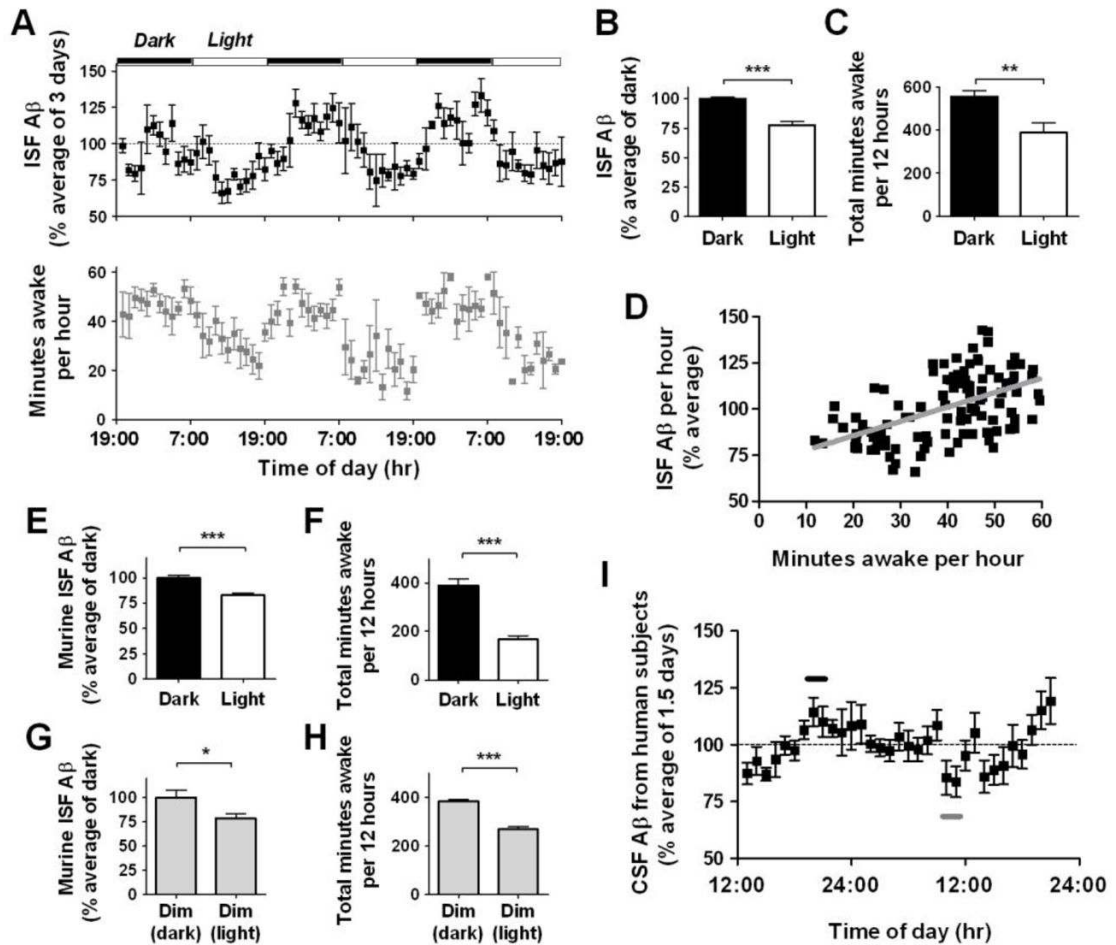 A
Dark
Light
ISF Aβ
(% average of 3 days)
150
125
100
75
50
Minutes awake
per hour
60
40
20
0
19:00
7:00
19:00
7:00
19:00
7:00
19:00
Time of day (hr)
B
***
ISF Aβ
(% average of dark)
100
75
50
25
0
Dark
Light
C
**
Total minutes awake
per 12 hours
600
400
200
0
Dark
Light
D
ISF Aβ per hour
(% average)
150
125
100
75
50
0
10
20
30
40
50
60
Minutes awake per hour
E
***
Murine ISF Aβ
(% average of dark)
100
75
50
25
0
Dark
Light
F
***
Total minutes awake
per 12 hours
400
200
0
Dark
Light
G
*
Murine ISF Aβ
(% average of dark)
100
75
50
25
0
Dim
(dark)
Dim
(light)
H
***
Total minutes awake
per 12 hours
400
200
0
Dim
(dark)
Dim
(light)
I
CSF Aβ from human subjects
(% average of 1.5 days)
150
125
100
75
50
12:00
24:00
12:00
24:00
Time of day (hr)